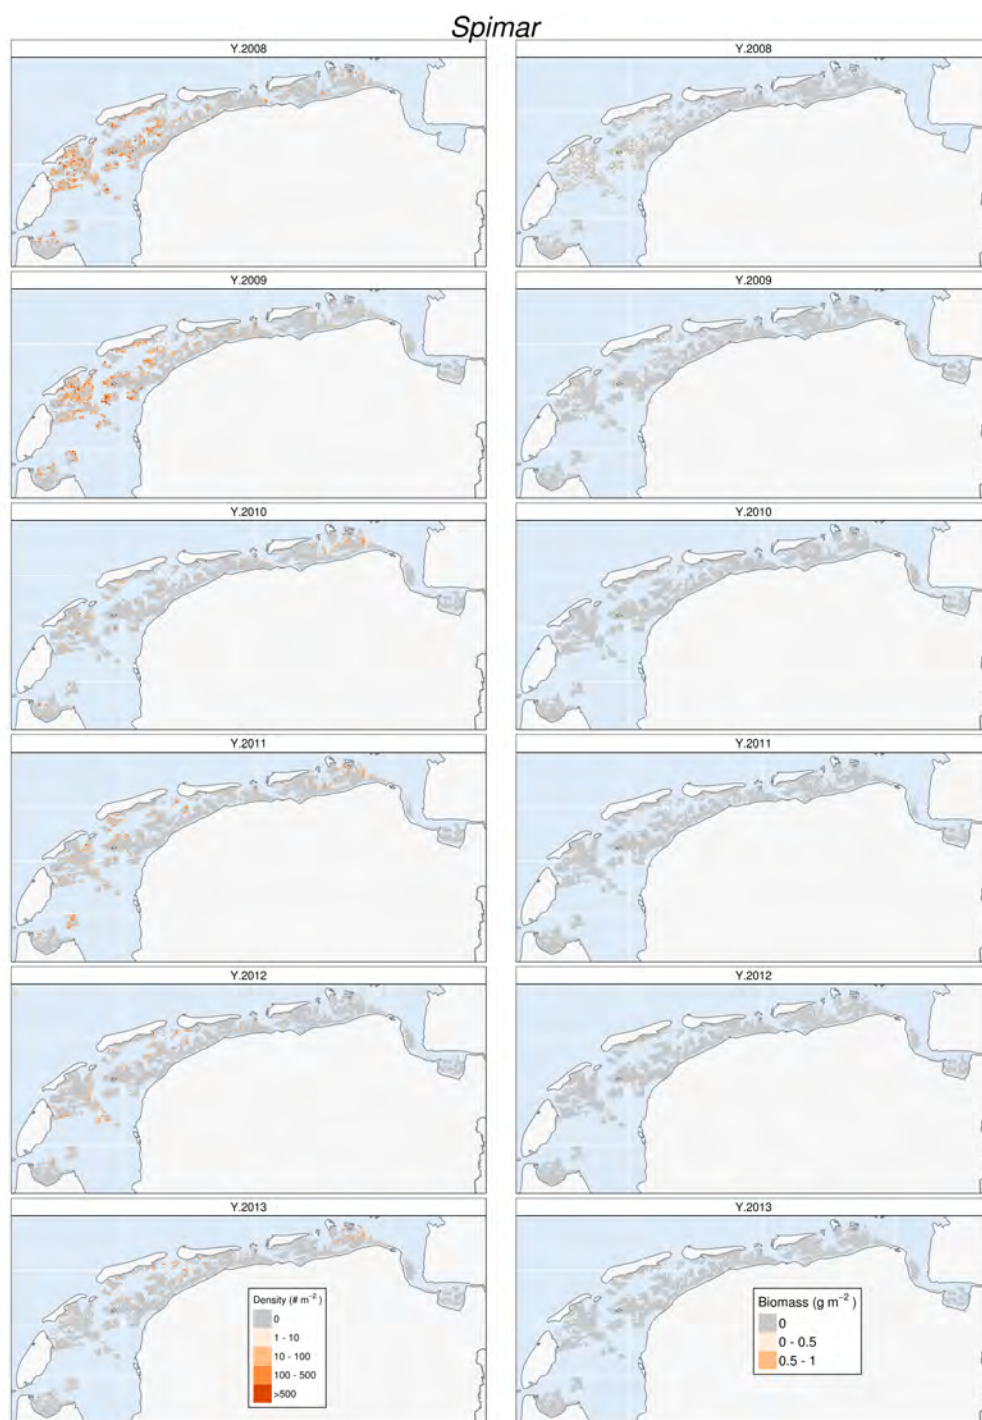 Spimar
Y.2008
Y.2008
Y.2009
Y.2009
Y.2010
Y.2010
Y.2011
Y.2011
Y.2012
Y.2012
Y.2013
Y.2013
Density (# m⁻²)
0
1 - 10
10 - 100
100 - 500
>500
Biomass (g m⁻²)
0
0 - 0.5
0.5 - 1